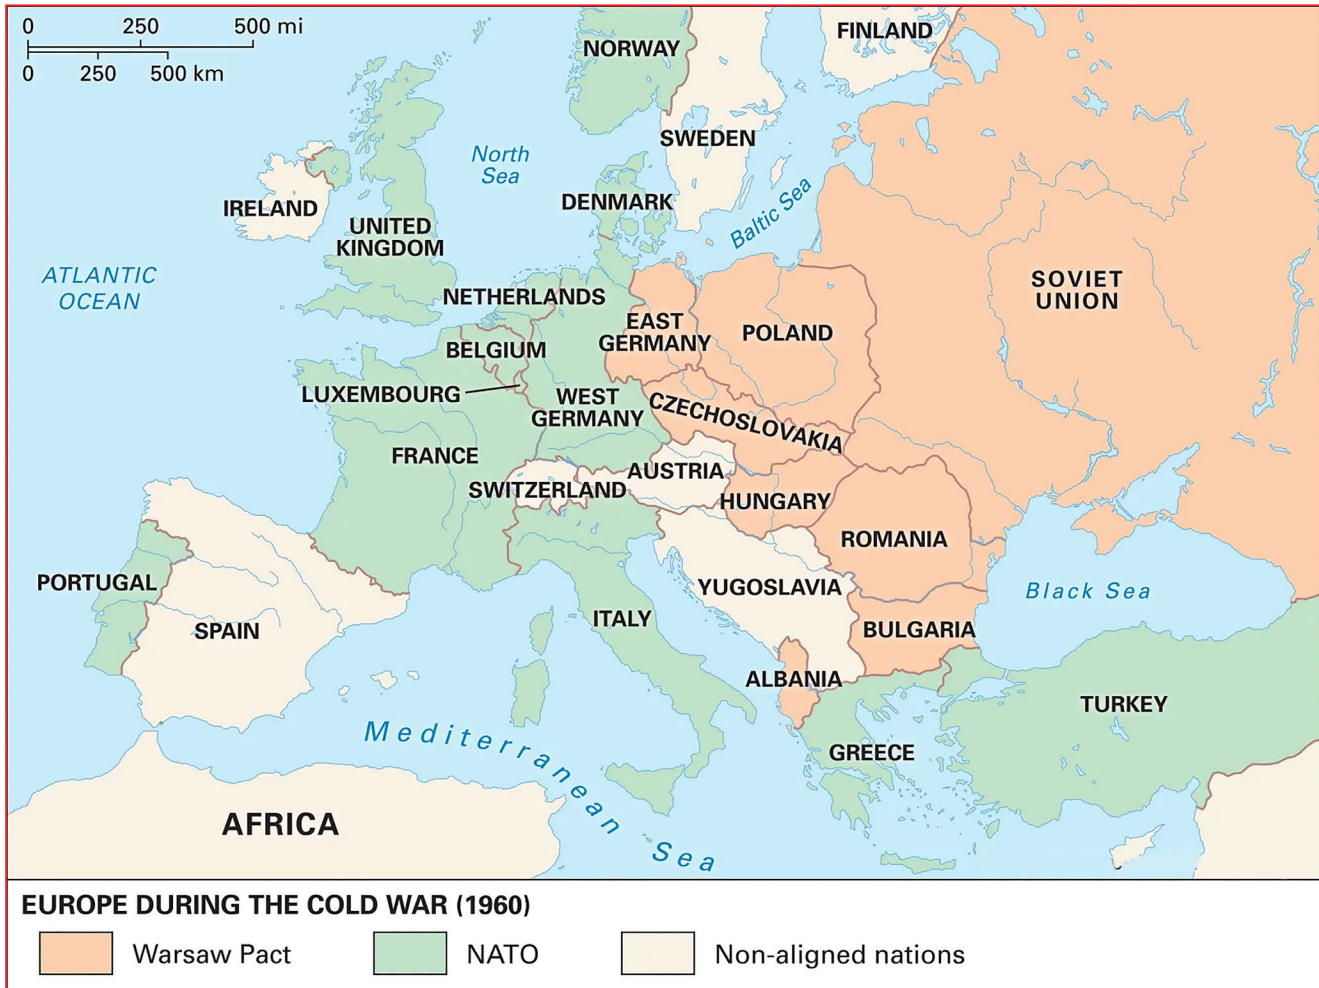 0 250 500 mi
0 250 500 km
NORWAY
FINLAND
SWEDEN
North
Sea
DENMARK
Baltic Sea
IRELAND
UNITED
KINGDOM
ATLANTIC
OCEAN
SOVIET
UNION
NETHERLANDS
EAST
GERMANY
POLAND
BELGIUM
LUXEMBOURG
WEST
GERMANY
CZECHOSLOVAKIA
FRANCE
AUSTRIA
SWITZERLAND
HUNGARY
ROMANIA
PORTUGAL
YUGOSLAVIA
Black Sea
SPAIN
ITALY
BULGARIA
ALBANIA
TURKEY
Mediterranean Sea
GREECE
AFRICA
EUROPE DURING THE COLD WAR (1960)
Warsaw Pact NATO Non-aligned nations